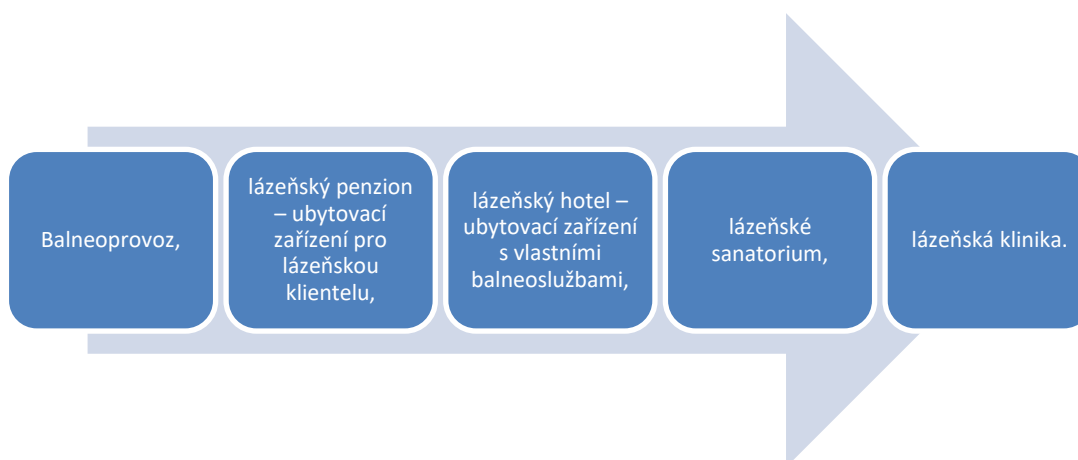 Balneoprovoz,
lázeňský penzion
– ubytovací
zařízení pro
lázeňskou
klientelu,
lázeňský hotel –
ubytovací zařízení
s vlastními
balneoslužbami,
lázeňské
sanatorium,
lázeňská klinika.